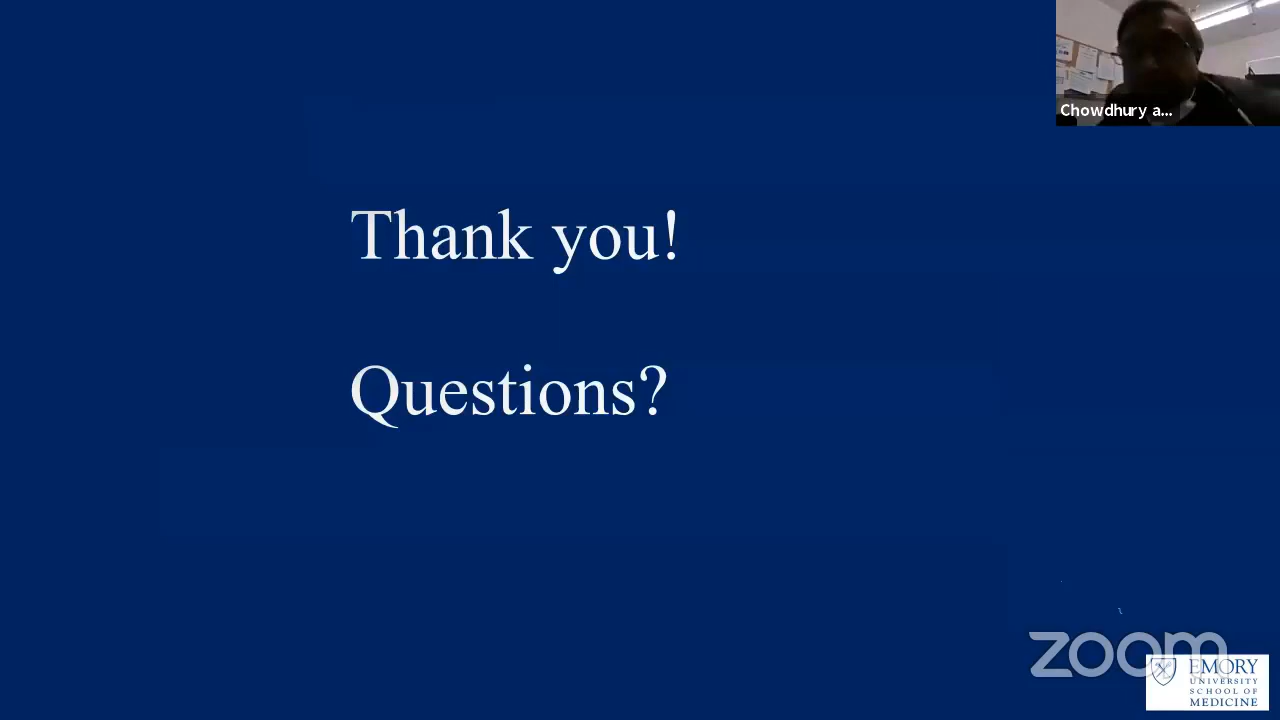 Chowdhury a...
Thank you!
Questions?
zoom
EMORY
UNIVERSITY
SCHOOL OF
MEDICINE